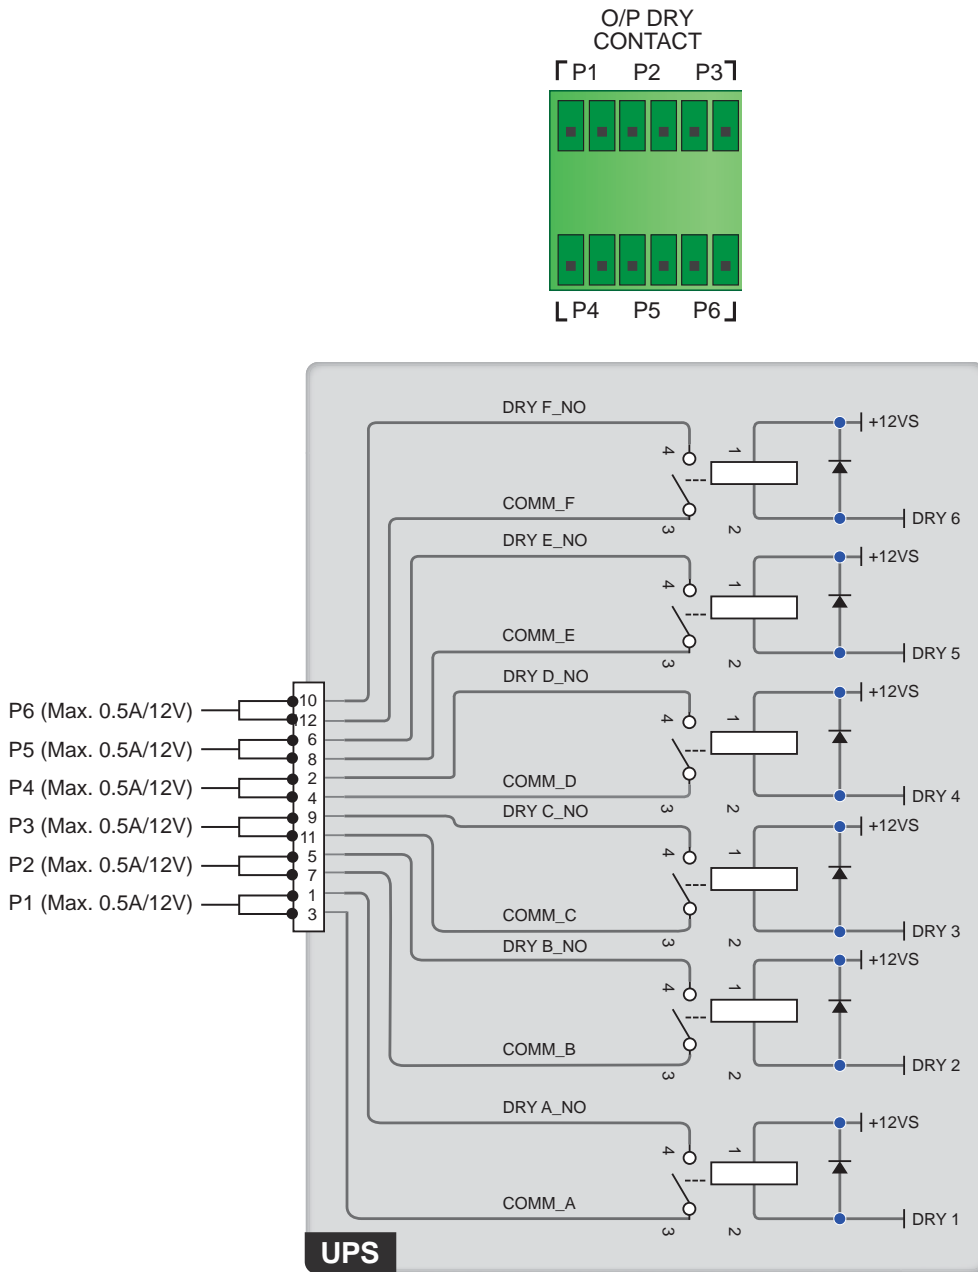 O/P DRY
CONTACT
P1 P2 P3
P4 P5 P6
DRY F_NO
4 1 +12VS
COMM_F
3 2 DRY 6
DRY E_NO
4 1 +12VS
COMM_E
3 2 DRY 5
DRY D_NO
4 1 +12VS
COMM_D
3 2 DRY 4
DRY C_NO
4 1 +12VS
COMM_C
3 2 DRY 3
DRY B_NO
4 1 +12VS
COMM_B
3 2 DRY 2
DRY A_NO
4 1 +12VS
COMM_A
3 2 DRY 1
P6 (Max. 0.5A/12V) 10
12
P5 (Max. 0.5A/12V) 6
8
P4 (Max. 0.5A/12V) 2
4
P3 (Max. 0.5A/12V) 9
11
P2 (Max. 0.5A/12V) 5
7
P1 (Max. 0.5A/12V) 1
3
UPS